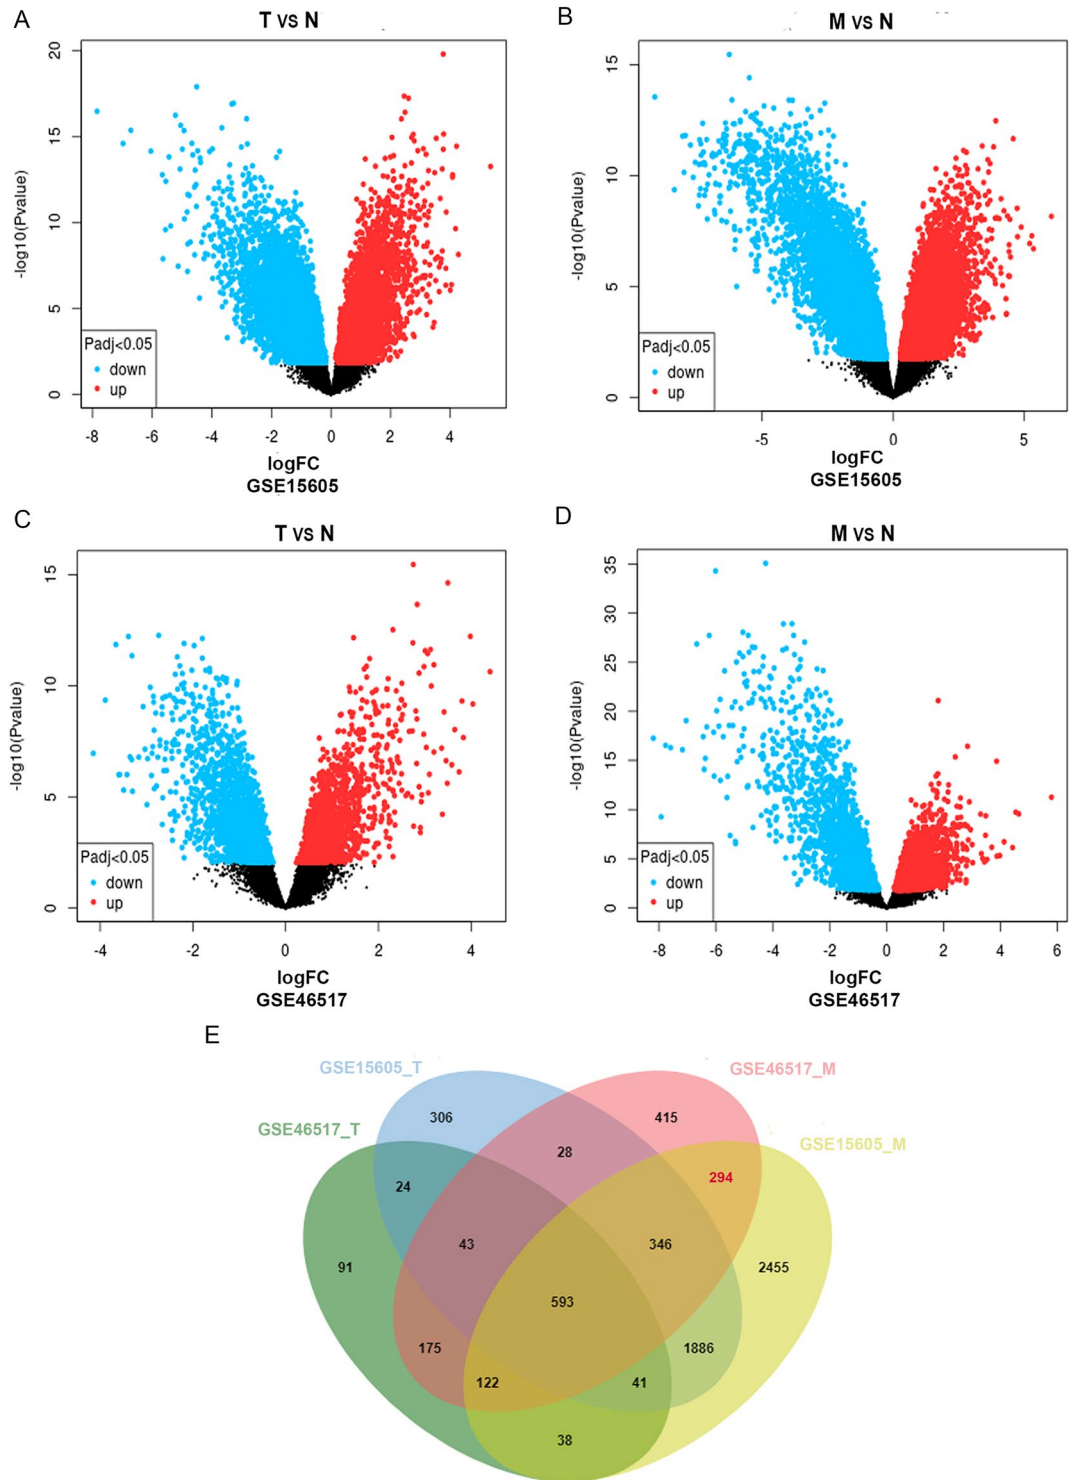 A
T VS N
-log10(Pvalue)
20
15
10
5
0
Padj<0.05
down
up
-8 -6 -4 -2 0 2 4
logFC
GSE15605
B
M VS N
-log10(Pvalue)
15
10
5
0
Padj<0.05
down
up
-5 0 5
logFC
GSE15605
C
T VS N
-log10(Pvalue)
15
10
5
0
Padj<0.05
down
up
-4 -2 0 2 4
logFC
GSE46517
D
M VS N
-log10(Pvalue)
35
30
25
20
15
10
5
0
Padj<0.05
down
up
-8 -6 -4 -2 0 2 4 6
logFC
GSE46517
E
GSE15605_T GSE46517_M
GSE46517_T GSE15605_M
306 415
28
24 294
43 346
91 2455
593
175 1886
122 41
38